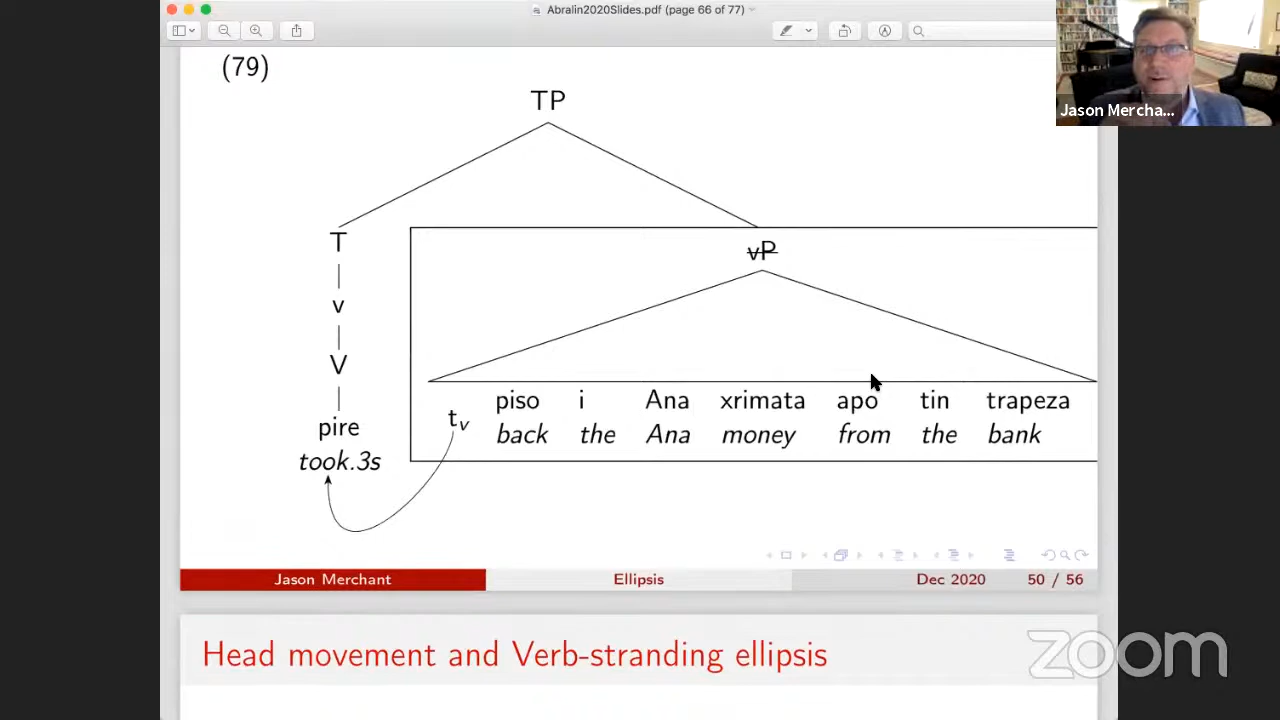 Abralin2020Slides.pdf (page 66 of 77)
Jason Mercha...
(79)
TP
T
vP
v
V
pire
took.3s
t_v
piso i Ana xrimata apo tin trapeza
back the Ana money from the bank
Jason Merchant Ellipsis Dec 2020 50 / 56
Head movement and Verb-stranding ellipsis
zoom